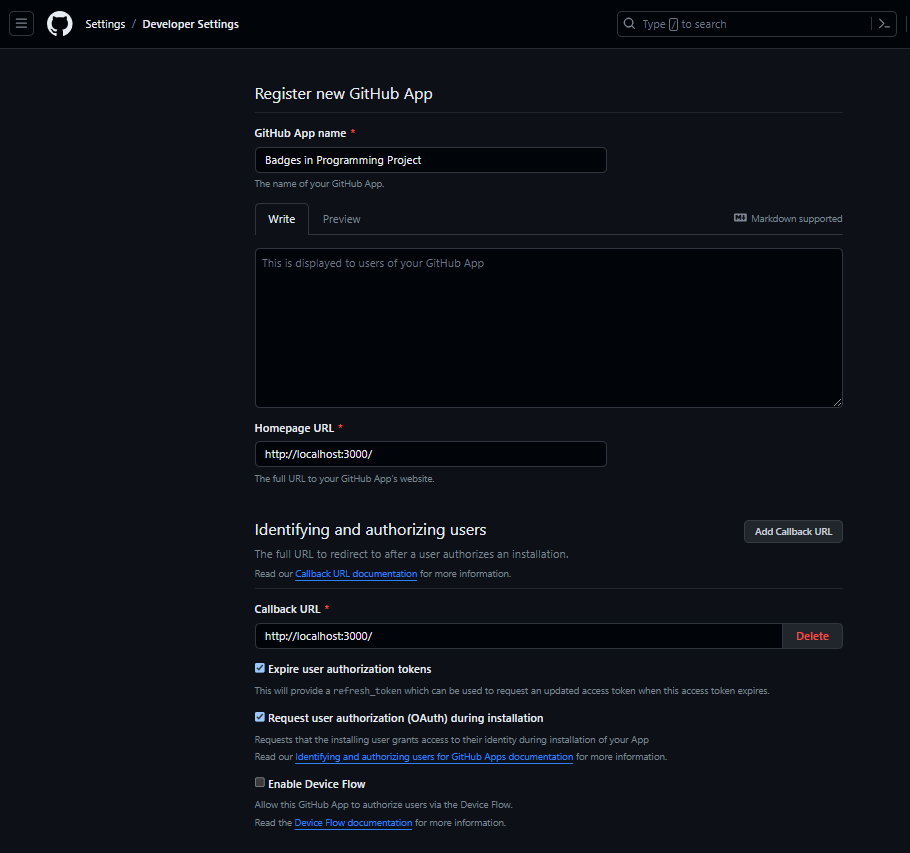 Settings / Developer Settings
Type / to search
Register new GitHub App
GitHub App name *
Badges in Programming Project
The name of your GitHub App.
Write Preview Markdown supported
This is displayed to users of your GitHub App
Homepage URL *
http://localhost:3000/
The full URL to your GitHub App's website.
Identifying and authorizing users
Add Callback URL
The full URL to redirect to after a user authorizes an installation.
Read our Callback URL documentation for more information.
Callback URL *
http://localhost:3000/
Delete
Expire user authorization tokens
This will provide a refresh_token which can be used to request an updated access token when this access token expires.
Request user authorization (OAuth) during installation
Requests that the installing user grants access to their identity during installation of your App
Read our Identifying and authorizing users for GitHub Apps documentation for more information.
Enable Device Flow
Allow this GitHub App to authorize users via the Device Flow.
Read the Device Flow documentation for more information.